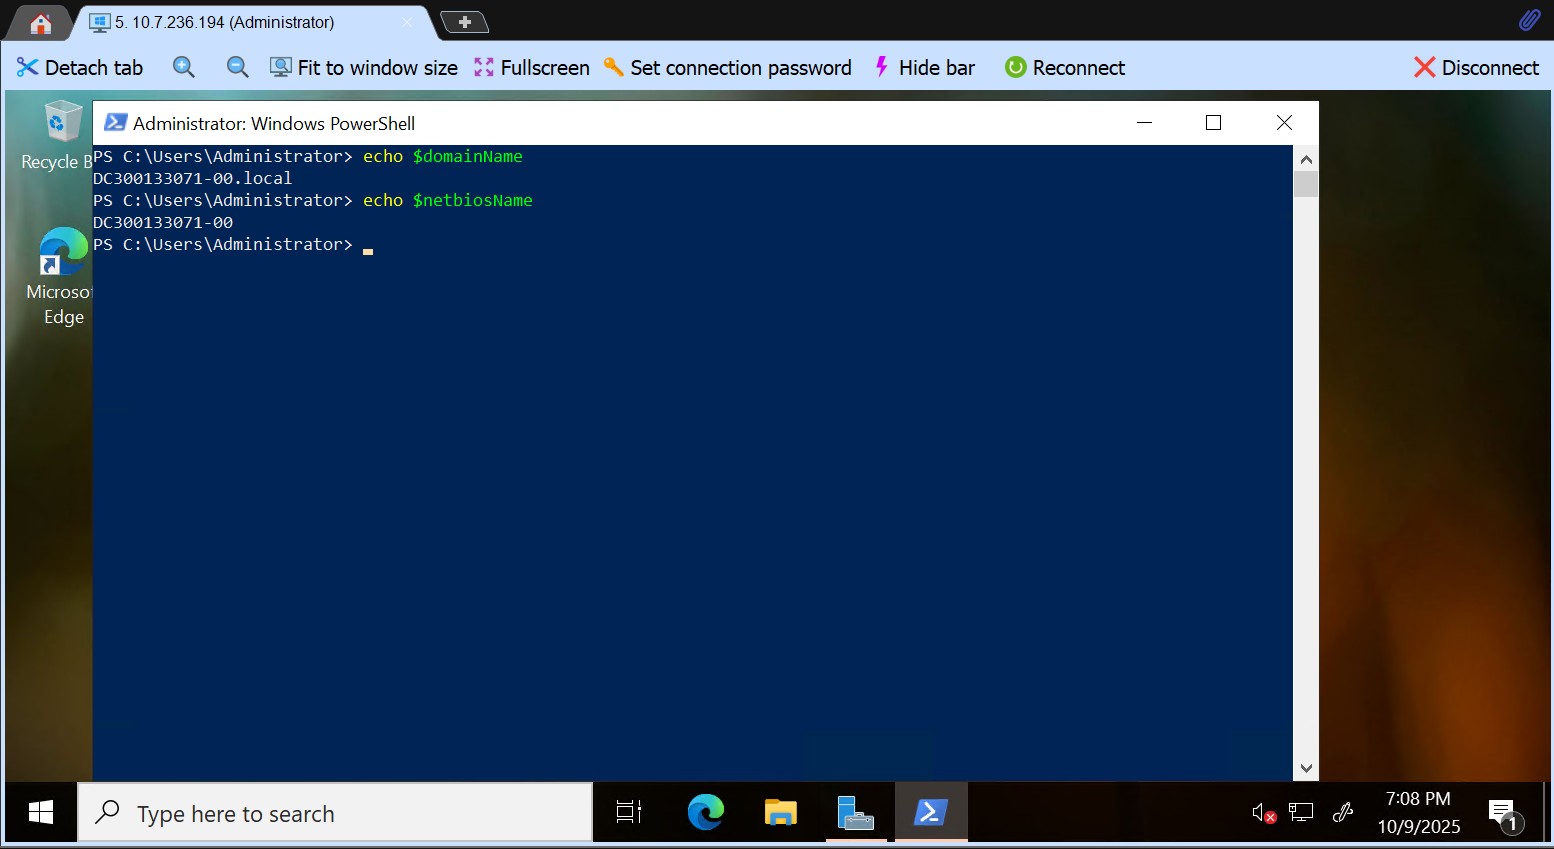 5. 10.7.236.194 (Administrator)
Detach tab
Fit to window size
Fullscreen
Set connection password
Hide bar
Reconnect
Disconnect
Recycle B
Microsof
Edge
Administrator: Windows PowerShell
PS C:\Users\Administrator> echo $domainName
DC300133071-00.local
PS C:\Users\Administrator> echo $netbiosName
DC300133071-00
PS C:\Users\Administrator>
Type here to search
7:08 PM
10/9/2025
1